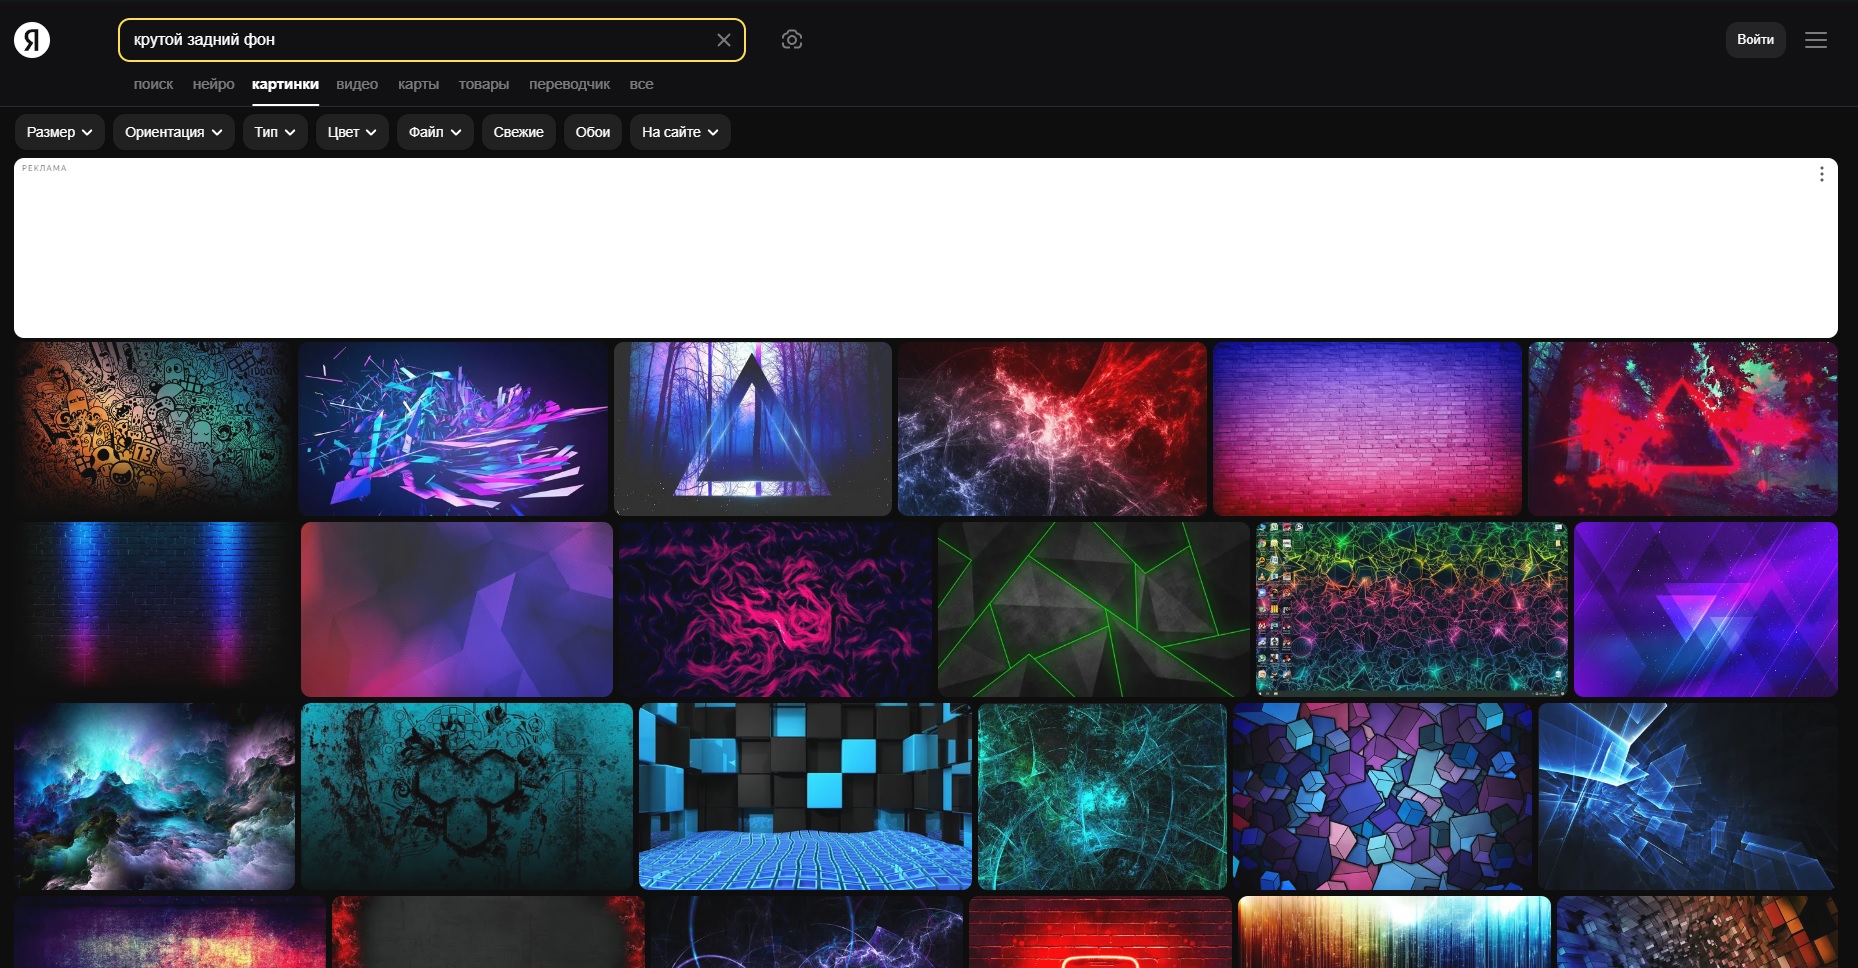 Я
крутой задний фон
Войти
поиск нейро картинки видео карты товары переводчик все
Размер Ориентация Тип Цвет Файл Свежие Обои На сайте
РЕКЛАМА
13